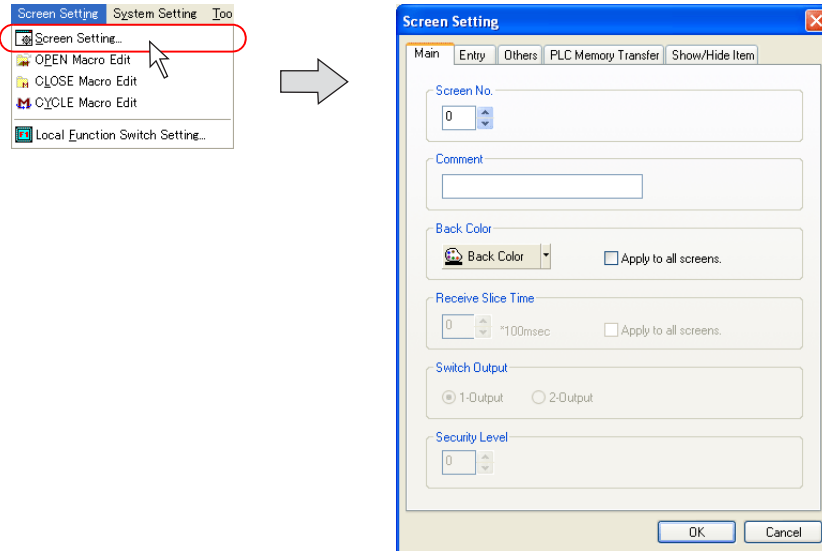 Screen Setting System Setting Too
Screen Setting...
OPEN Macro Edit
CLOSE Macro Edit
CYCLE Macro Edit
F1 Local Function Switch Setting...
Screen Setting
Main Entry Others PLC Memory Transfer Show/Hide Item
Screen No.
0
Comment
Back Color
Back Color Apply to all screens.
Receive Slice Time
0 *100msec Apply to all screens.
Switch Output
1-Output 2-Output
Security Level
0
OK Cancel